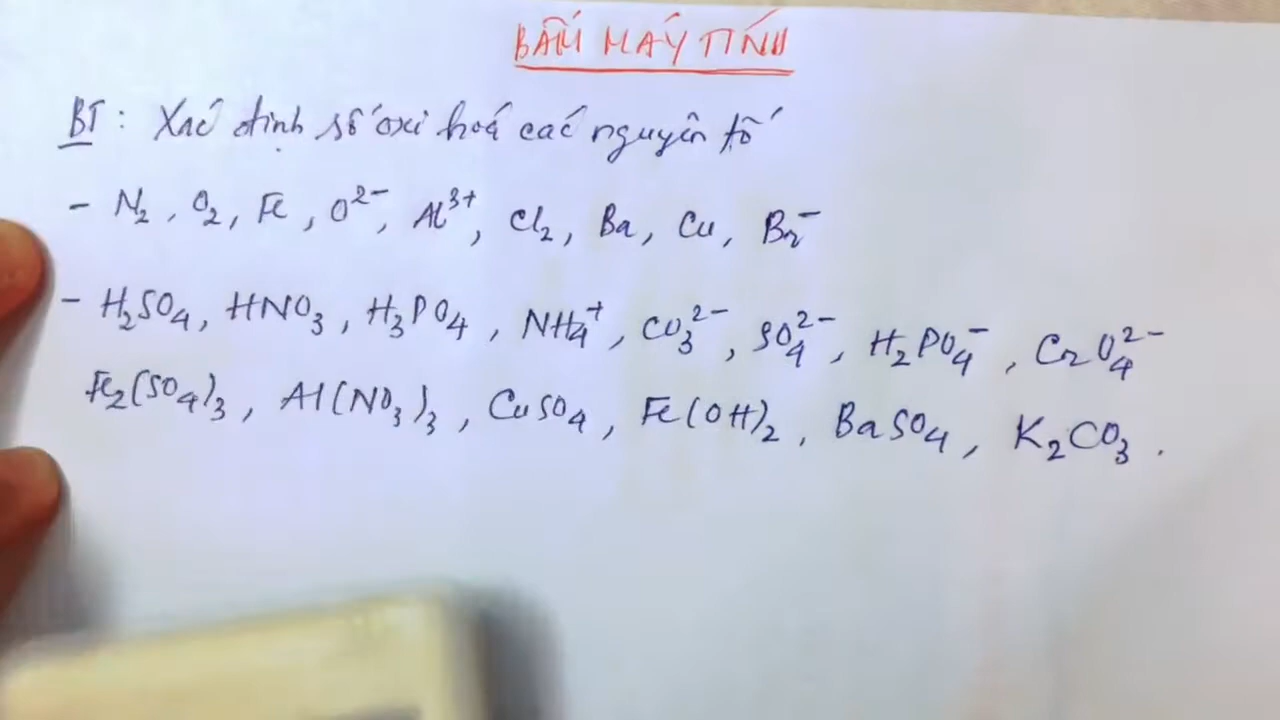 BẤM MÁY TÍNH
BT : Xác định số oxi hoá các nguyên tố
- N₂, O₂, Fe, O²⁻, Al³⁺, Cl₂, Ba, Cu, Br⁻
- H₂SO₄, HNO₃, H₃PO₄, NH₄⁺, CO₃²⁻, SO₄²⁻, H₂PO₄⁻, CrO₄²⁻
Fe₂(SO₄)₃, Al(NO₃)₃, CuSO₄, Fe(OH)₂, BaSO₄, K₂CO₃.